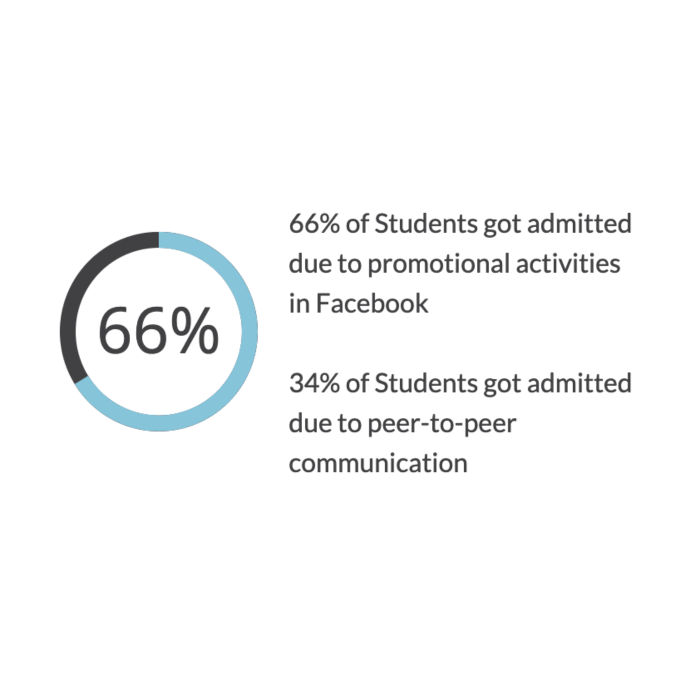 66%
66% of Students got admitted
due to promotional activities
in Facebook
34% of Students got admitted
due to peer-to-peer
communication